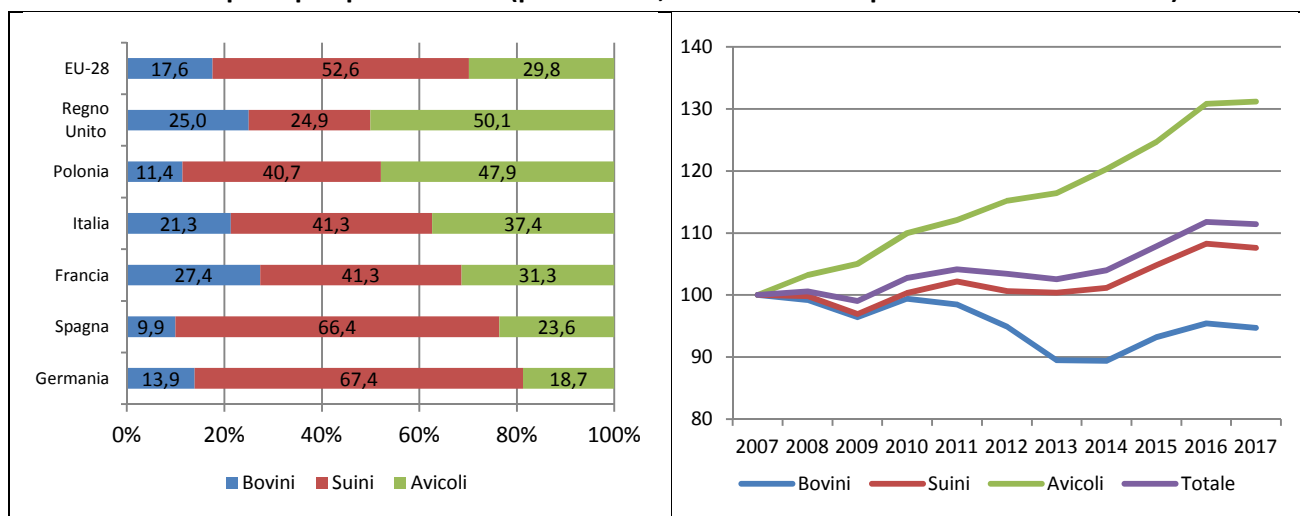 EU-28
17,6 52,6 29,8
Regno
Unito
25,0 24,9 50,1
Polonia
11,4 40,7 47,9
Italia
21,3 41,3 37,4
Francia
27,4 41,3 31,3
Spagna
9,9 66,4 23,6
Germania
13,9 67,4 18,7
0% 20% 40% 60% 80% 100%
Bovini Suini Avicoli
140
130
120
110
100
90
80
2007 2008 2009 2010 2011 2012 2013 2014 2015 2016 2017
Bovini Suini Avicoli Totale